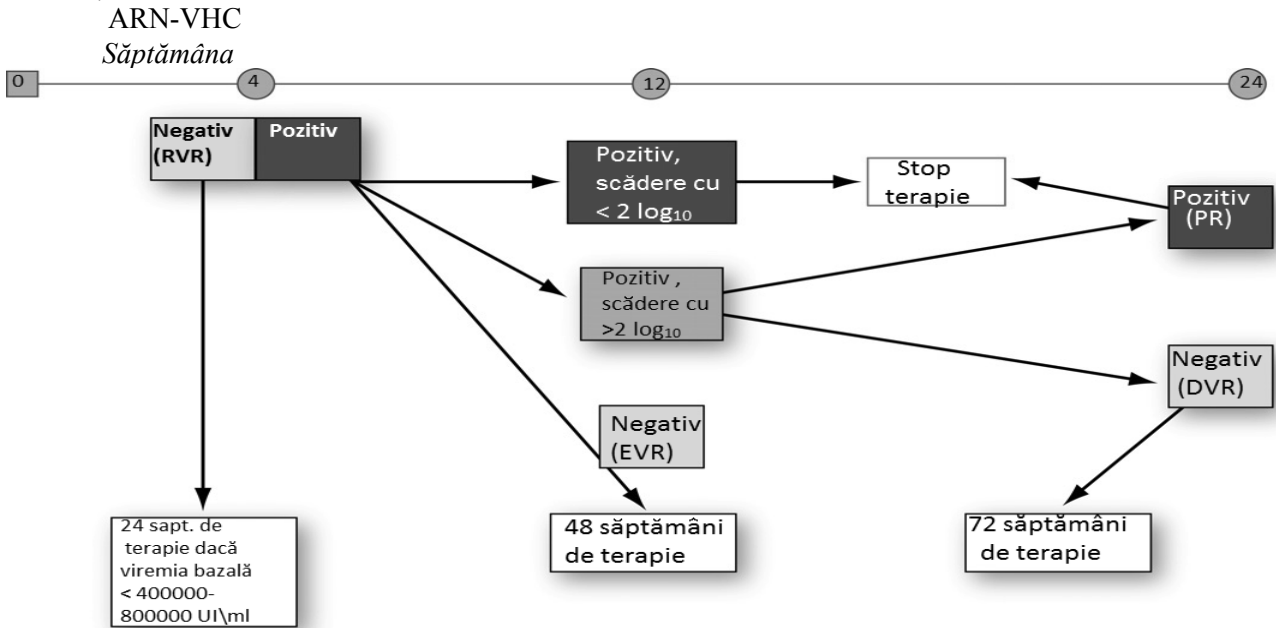 ARN-VHC
Săptămâna
0
4
12
24
Negativ
(RVR)
Pozitiv
Pozitiv,
scădere cu
< 2 log₁₀
Stop
terapie
Pozitiv
(PR)
Pozitiv ,
scădere cu
>2 log₁₀
Negativ
(DVR)
Negativ
(EVR)
24 sapt. de
terapie dacă
viremia bazală
< 400000-
800000 UI\ml
48 săptămâni
de terapie
72 săptămâni
de terapie